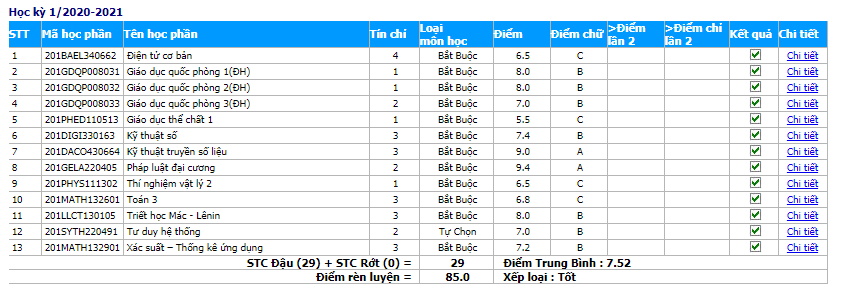 Học kỳ 1/2020-2021
STT Mã học phần Tên học phần Tín chỉ Loại môn học Điểm Điểm chữ >Điểm lần 2 >Điểm chỉ lần 2 Kết quả Chi tiết
1 201BAEL340662 Điện tử cơ bản 4 Bắt Buộc 6.5 C Chi tiết
2 201GDQP008031 Giáo dục quốc phòng 1(ĐH) 1 Bắt Buộc 8.0 B Chi tiết
3 201GDQP008032 Giáo dục quốc phòng 2(ĐH) 1 Bắt Buộc 8.0 B Chi tiết
4 201GDQP008033 Giáo dục quốc phòng 3(ĐH) 2 Bắt Buộc 7.0 B Chi tiết
5 201PHED110513 Giáo dục thể chất 1 1 Bắt Buộc 5.5 C Chi tiết
6 201DIGI330163 Kỹ thuật số 3 Bắt Buộc 7.4 B Chi tiết
7 201DACO430664 Kỹ thuật truyền số liệu 3 Bắt Buộc 9.0 A Chi tiết
8 201GELA220405 Pháp luật đại cương 2 Bắt Buộc 9.4 A Chi tiết
9 201PHYS111302 Thí nghiệm vật lý 2 1 Bắt Buộc 6.5 C Chi tiết
10 201MATH132601 Toán 3 3 Bắt Buộc 6.8 C Chi tiết
11 201LLCT130105 Triết học Mác - Lênin 3 Bắt Buộc 8.0 B Chi tiết
12 201SYTH220491 Tư duy hệ thống 2 Tự Chọn 7.0 B Chi tiết
13 201MATH132901 Xác suất – Thống kê ứng dụng 3 Bắt Buộc 7.2 B Chi tiết
STC Đậu (29) + STC Rớt (0) = 29 Điểm Trung Bình : 7.52
Điểm rèn luyện = 85.0 Xếp loại : Tốt